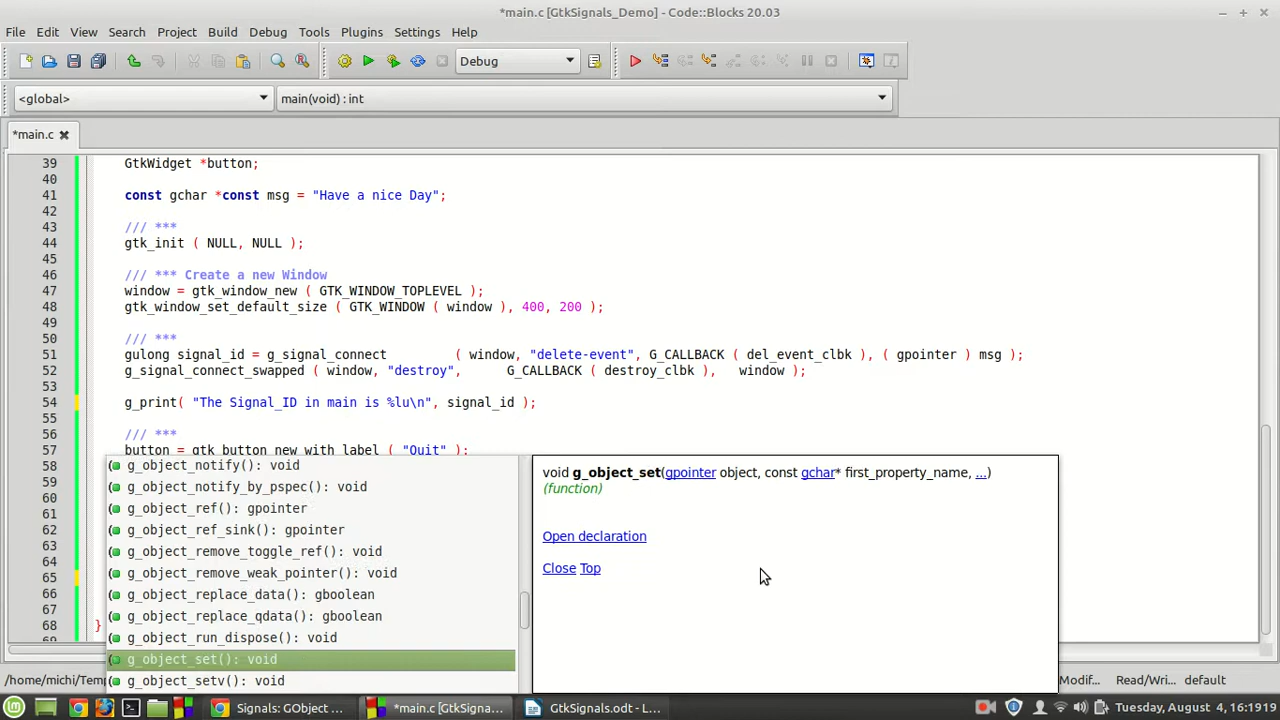 *main.c [GtkSignals_Demo] - Code::Blocks 20.03
File Edit View Search Project Build Debug Tools Plugins Settings Help
Debug
<global> main(void) : int
*main.c
39 GtkWidget *button;
40
41 const gchar *const msg = "Have a nice Day";
42
43 /// ***
44 gtk_init ( NULL, NULL );
45
46 /// *** Create a new Window
47 window = gtk_window_new ( GTK_WINDOW_TOPLEVEL );
48 gtk_window_set_default_size ( GTK_WINDOW ( window ), 400, 200 );
49
50 /// ***
51 gulong signal_id = g_signal_connect ( window, "delete-event", G_CALLBACK ( del_event_clbk ), ( gpointer ) msg );
52 g_signal_connect_swapped ( window, "destroy", G_CALLBACK ( destroy_clbk ), window );
53
54 g_print( "The Signal_ID in main is %lu\n", signal_id );
55
56 /// ***
57 button = gtk_button_new_with_label ( "Quit" );
58
59
60
61
62
63
64
65
66
67
68 }
69
g_object_notify(): void
g_object_notify_by_pspec(): void
g_object_ref(): gpointer
g_object_ref_sink(): gpointer
g_object_remove_toggle_ref(): void
g_object_remove_weak_pointer(): void
g_object_replace_data(): gboolean
g_object_replace_qdata(): gboolean
g_object_run_dispose(): void
g_object_set(): void
g_object_setv(): void
void g_object_set(gpointer object, const gchar* first_property_name, ...)
(function)
Open declaration
Close Top
/home/michi/Temp Modif... Read/Wri... default
Signals: GObject ... *main.c [GtkSigna... GtkSignals.odt - L... Tuesday, August 4, 16:19:19